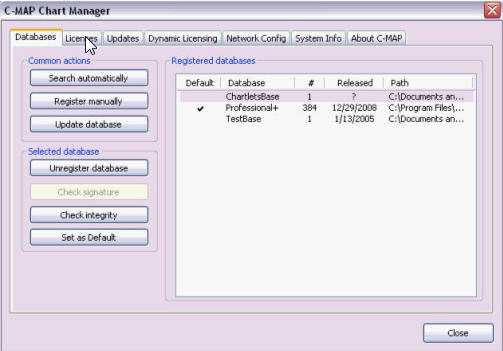 C-MAP Chart Manager
Databases Licenses Updates Dynamic Licensing Network Config System Info About C-MAP
Common actions
Search automatically
Register manually
Update database
Selected database
Unregister database
Check signature
Check integrity
Set as Default
Registered databases
Default Database # Released Path
ChartletsBase 1 ? C:\Documents an...
✓ Professional+ 384 12/29/2008 C:\Program Files\...
TestBase 1 1/13/2005 C:\Documents an...
Close